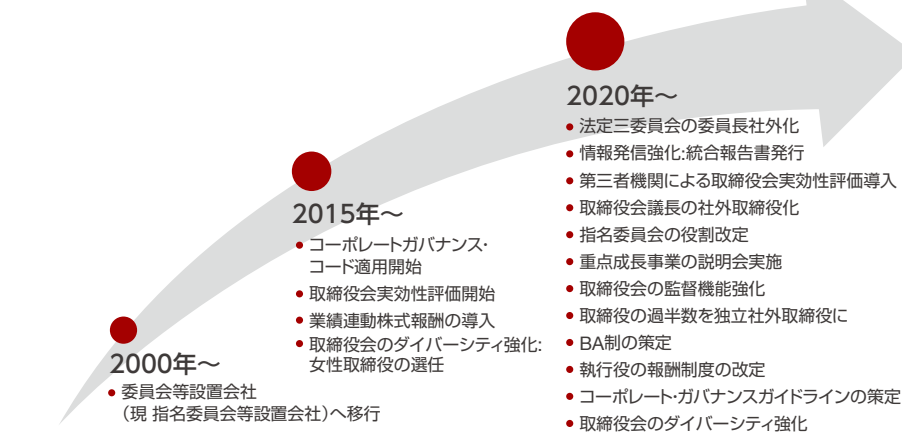 2000年～
委員会等設置会社
（現 指名委員会等設置会社）へ移行
2015年～
コーポレートガバナンス・
コード適用開始
取締役会実効性評価開始
業績連動株式報酬の導入
取締役会のダイバーシティ強化:
女性取締役の選任
2020年～
法定三委員会の委員長社外化
情報発信強化:統合報告書発行
第三者機関による取締役会実効性評価導入
取締役会議長の社外取締役化
指名委員会の役割改定
重点成長事業の説明会実施
取締役会の監督機能強化
取締役の過半数を独立社外取締役に
BA制の策定
執行役の報酬制度の改定
コーポレート・ガバナンスガイドラインの策定
取締役会のダイバーシティ強化